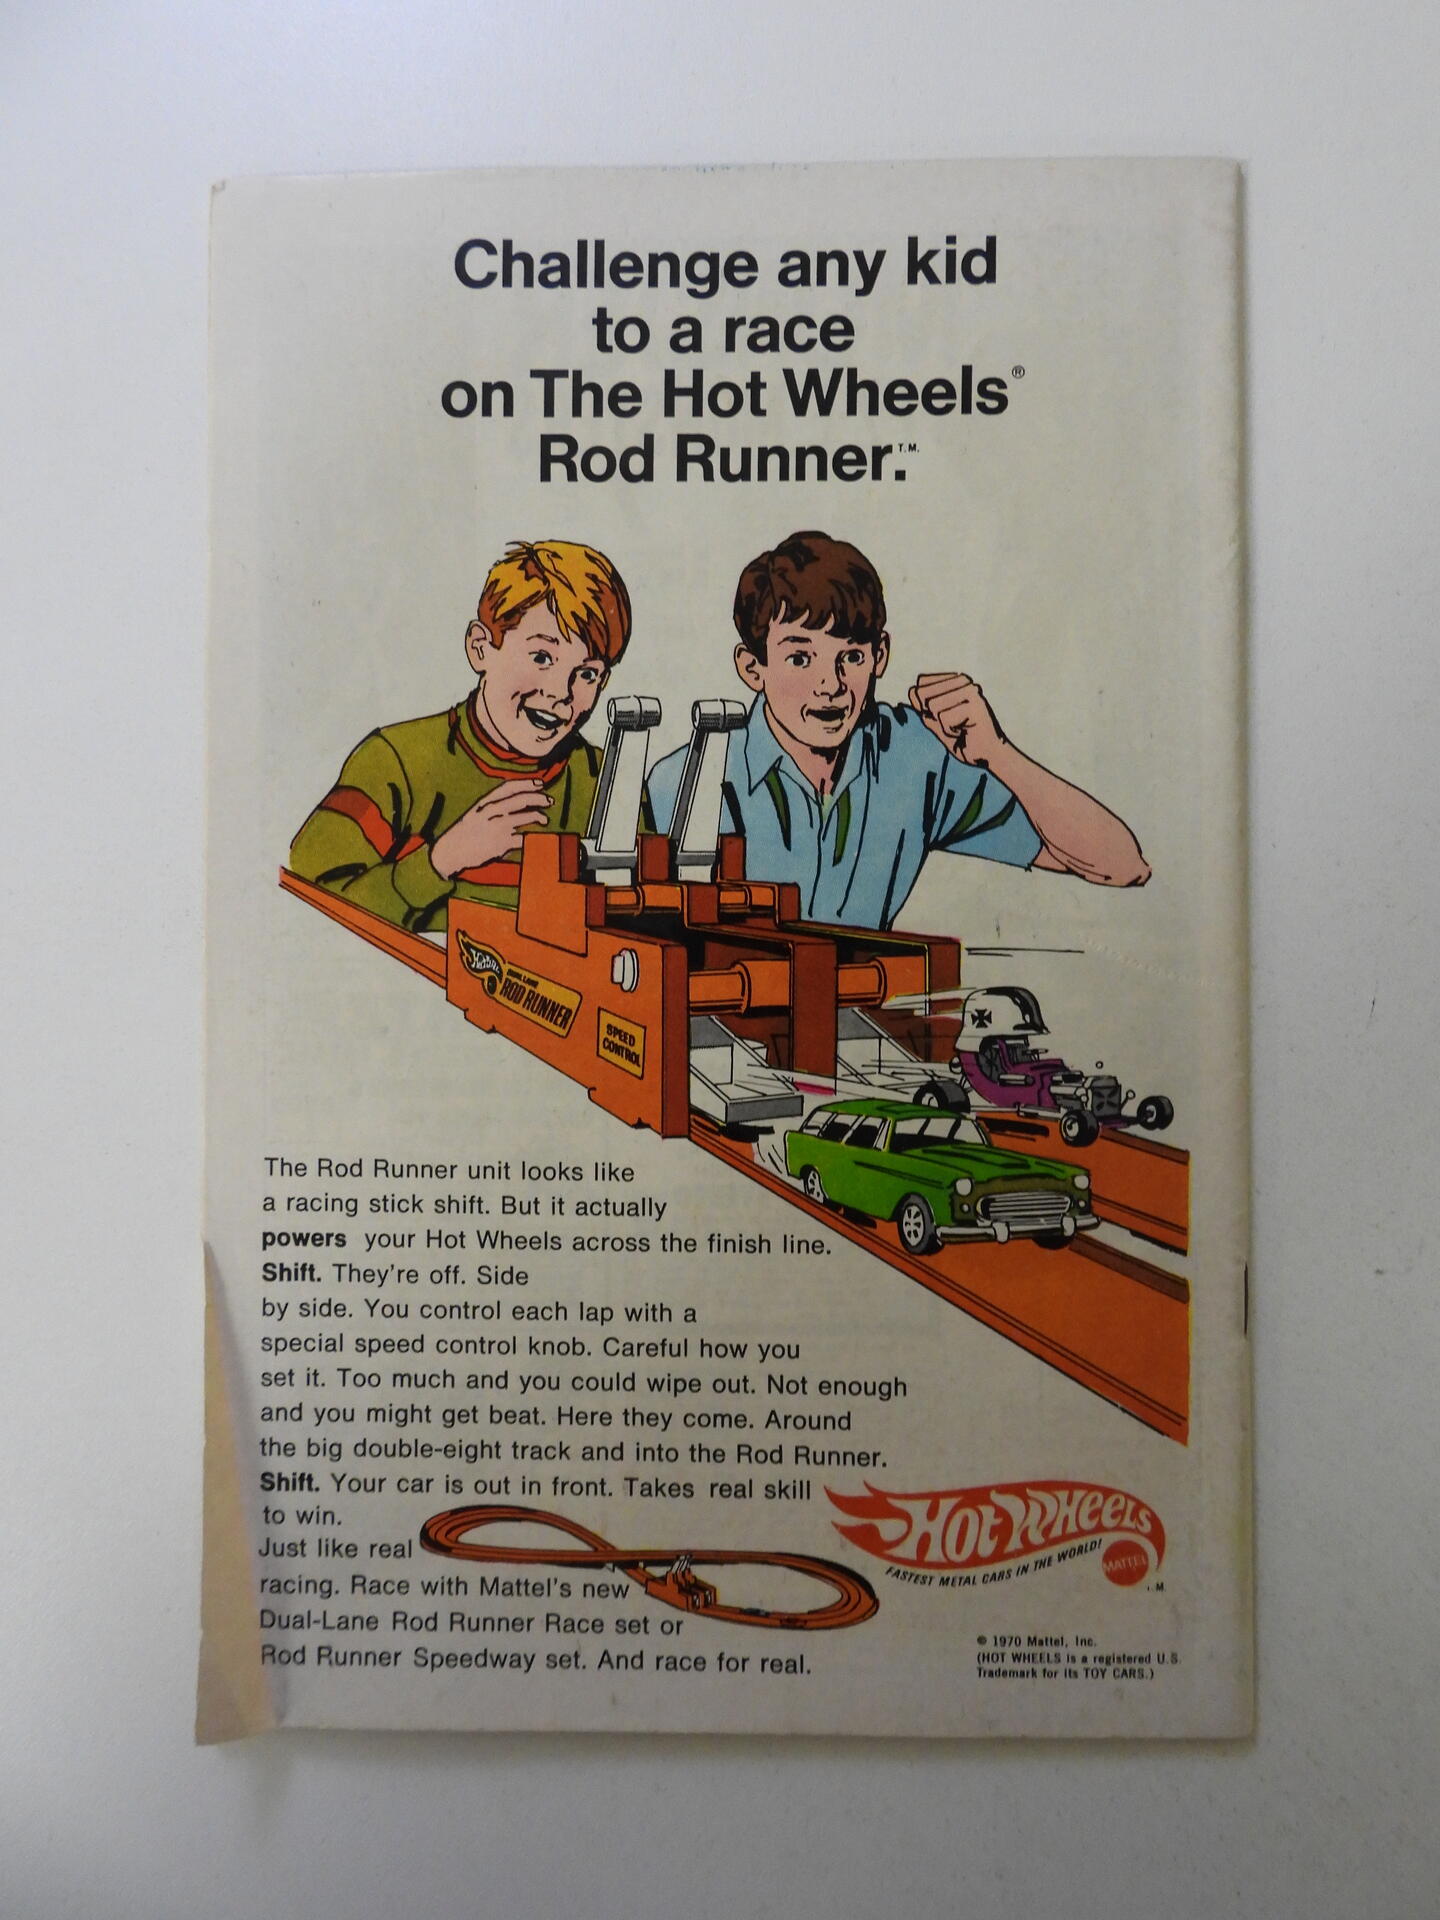 Challenge any kid
to a race
on The Hot Wheels®
Rod Runner.T.M.
HOT WHEELS
DUAL LANE
ROD RUNNER
SPEED
CONTROL
The Rod Runner unit looks like
a racing stick shift. But it actually
powers your Hot Wheels across the finish line.
Shift. They're off. Side
by side. You control each lap with a
special speed control knob. Careful how you
set it. Too much and you could wipe out. Not enough
and you might get beat. Here they come. Around
the big double-eight track and into the Rod Runner.
Shift. Your car is out in front. Takes real skill
to win.
Just like real
racing. Race with Mattel's new
Dual-Lane Rod Runner Race set or
Rod Runner Speedway set. And race for real.
HOT WHEELS
FASTEST METAL CARS IN THE WORLD!
MATTEL
© 1970 Mattel, Inc.
(HOT WHEELS is a registered U.S.
Trademark for its TOY CARS.)